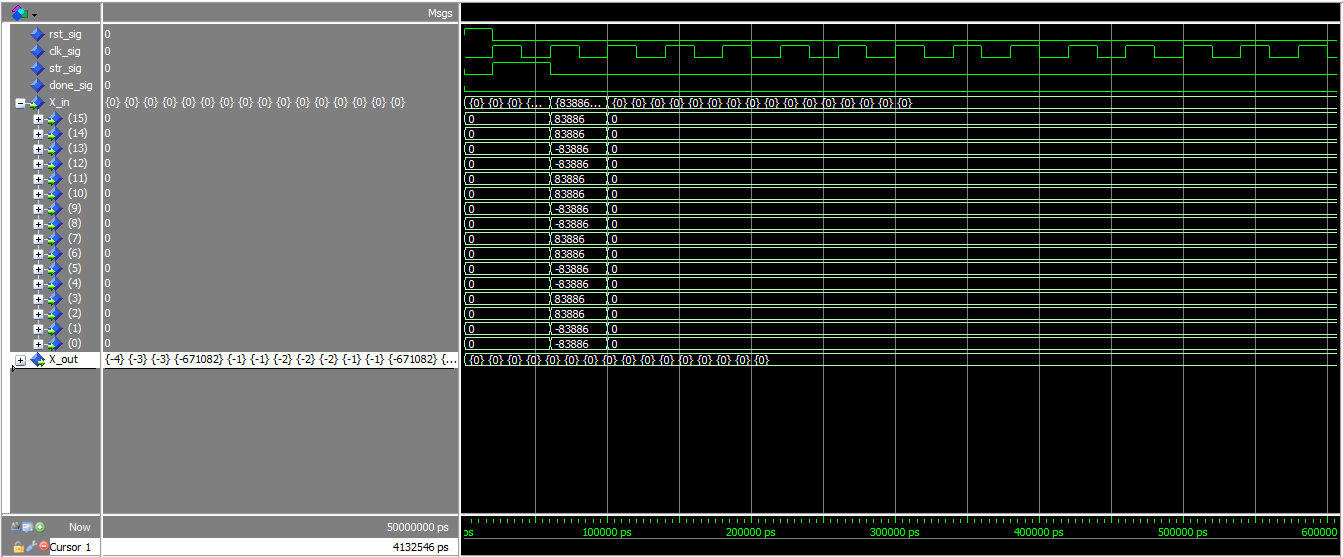 Msgs
rst_sig 0
clk_sig 0
str_sig 0
done_sig 0
X_in {0} {0} {0} {0} {0} {0} {0} {0} {0} {0} {0} {0} {0} {0} {0} {0} {0} {0} {0} {... {83886... {0} {0} {0} {0} {0} {0} {0} {0} {0} {0} {0} {0} {0} {0} {0} {0}
(15) 0 0 83886 0
(14) 0 0 83886 0
(13) 0 0 -83886 0
(12) 0 0 -83886 0
(11) 0 0 83886 0
(10) 0 0 83886 0
(9) 0 0 -83886 0
(8) 0 0 -83886 0
(7) 0 0 83886 0
(6) 0 0 83886 0
(5) 0 0 -83886 0
(4) 0 0 -83886 0
(3) 0 0 83886 0
(2) 0 0 83886 0
(1) 0 0 -83886 0
(0) 0 0 -83886 0
X_out {-4} {-3} {-3} {-671082} {-1} {-1} {-2} {-2} {-2} {-1} {-1} {-671082} {... {0} {0} {0} {0} {0} {0} {0} {0} {0} {0} {0} {0} {0} {0} {0} {0}
Now 50000000 ps ps 100000 ps 200000 ps 300000 ps 400000 ps 500000 ps 600000
Cursor 1 4132546 ps